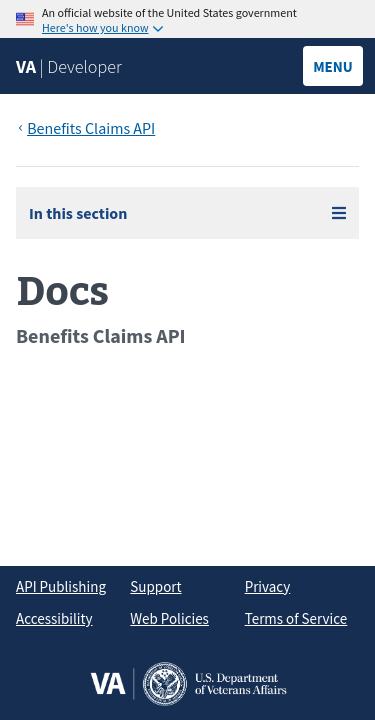 An official website of the United States government
Here's how you know
VA | Developer
MENU
‹ Benefits Claims API
In this section
Docs
Benefits Claims API
API Publishing
Support
Privacy
Accessibility
Web Policies
Terms of Service
VA
U.S. Department
of Veterans Affairs